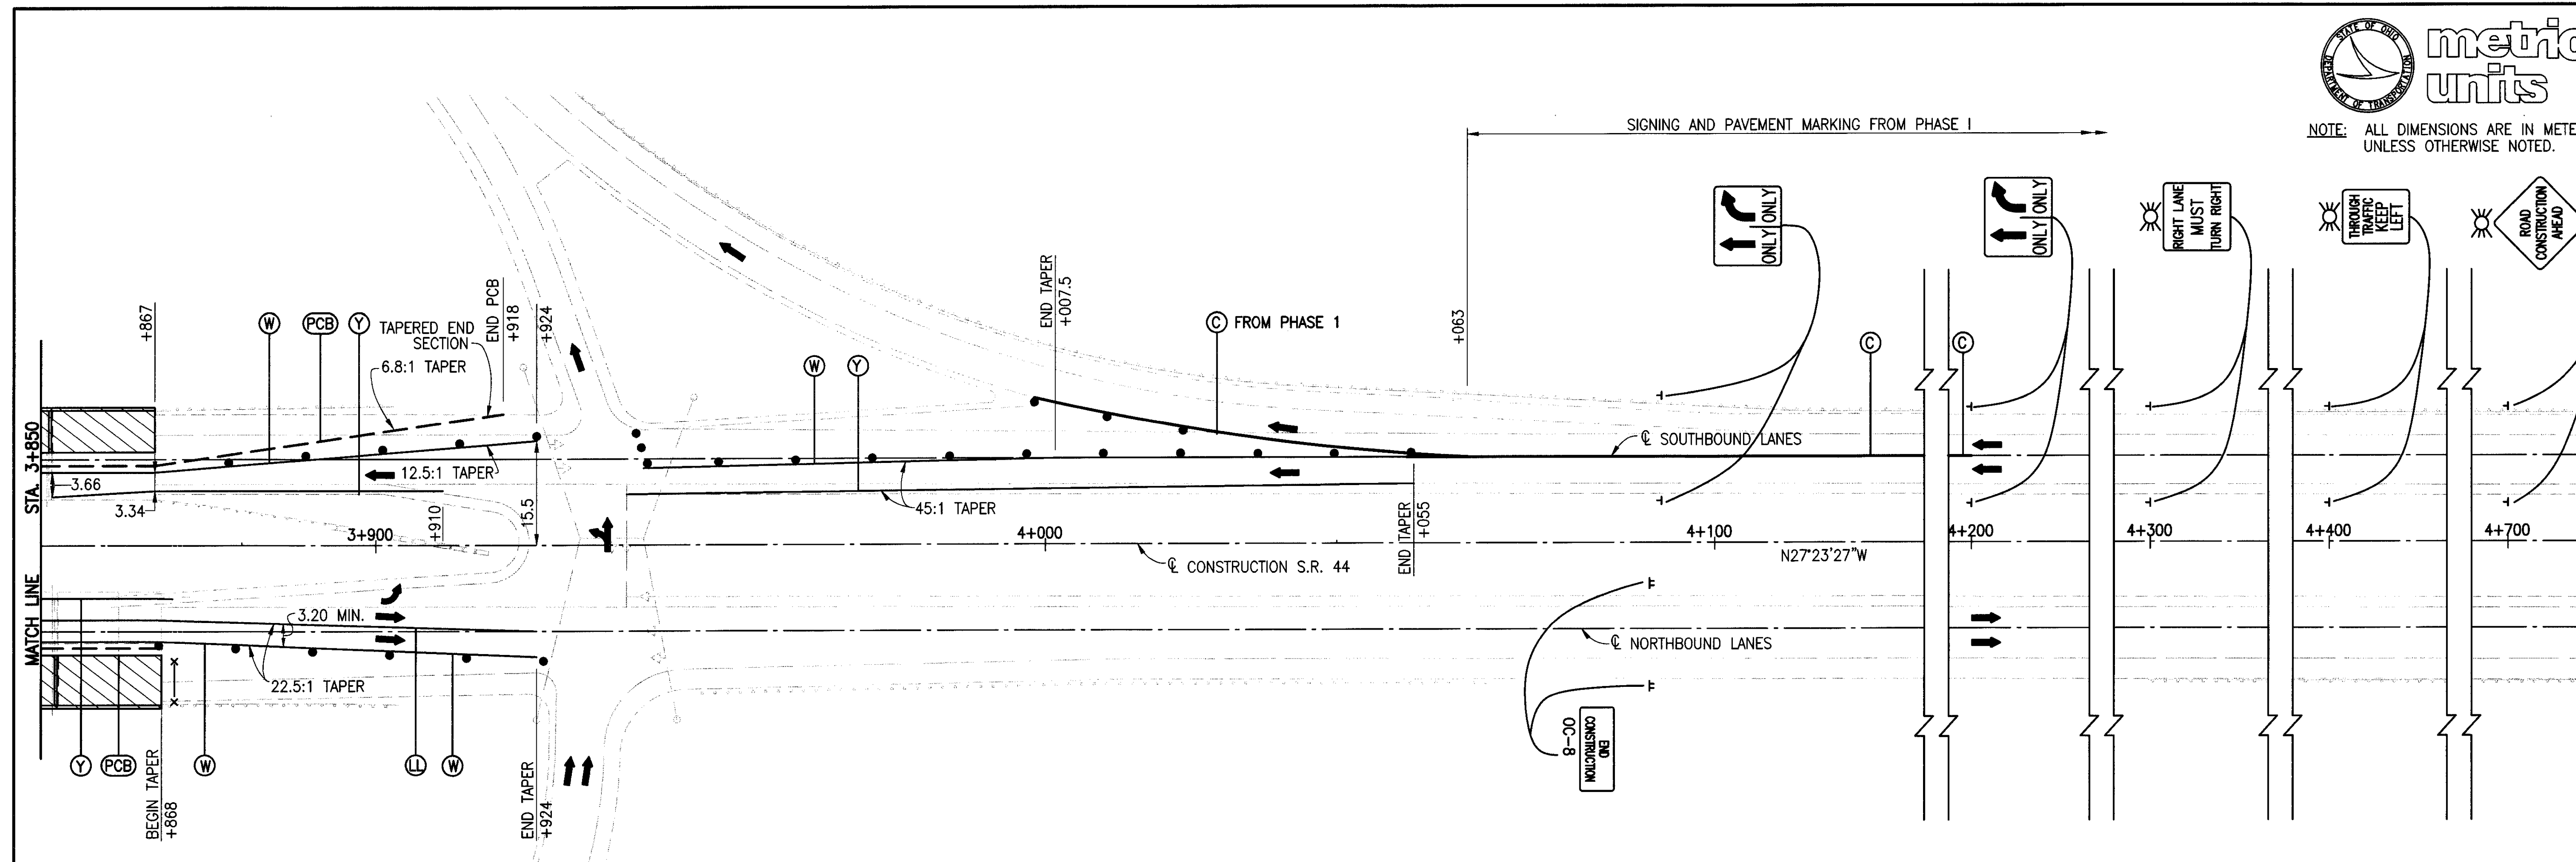 STATE OF OHIO
DEPARTMENT OF TRANSPORTATION
metric
units
NOTE: ALL DIMENSIONS ARE IN METE
UNLESS OTHERWISE NOTED.
SIGNING AND PAVEMENT MARKING FROM PHASE I
ONLY ONLY
ONLY ONLY
RIGHT LANE
MUST
TURN RIGHT
THROUGH
TRAFFIC
KEEP
LEFT
ROAD
CONSTRUCTION
AHEAD
+867
W
PCB
Y
TAPERED END
SECTION
6.8:1 TAPER
END PCB
+918
+924
END TAPER
+007.5
C FROM PHASE 1
+063
W
Y
C
C
MATCH LINE STA. 3+850
3.66
3.34
12.5:1 TAPER
+910
15.5
45:1 TAPER
℄ SOUTHBOUND LANES
END TAPER
+055
3+900
4+000
4+100
4+200
4+300
4+400
4+700
℄ CONSTRUCTION S.R. 44
N27°23'27"W
3.20 MIN.
22.5:1 TAPER
℄ NORTHBOUND LANES
Y
PCB
W
LL
W
BEGIN TAPER
+868
END TAPER
+924
END
CONSTRUCTION
OC-8